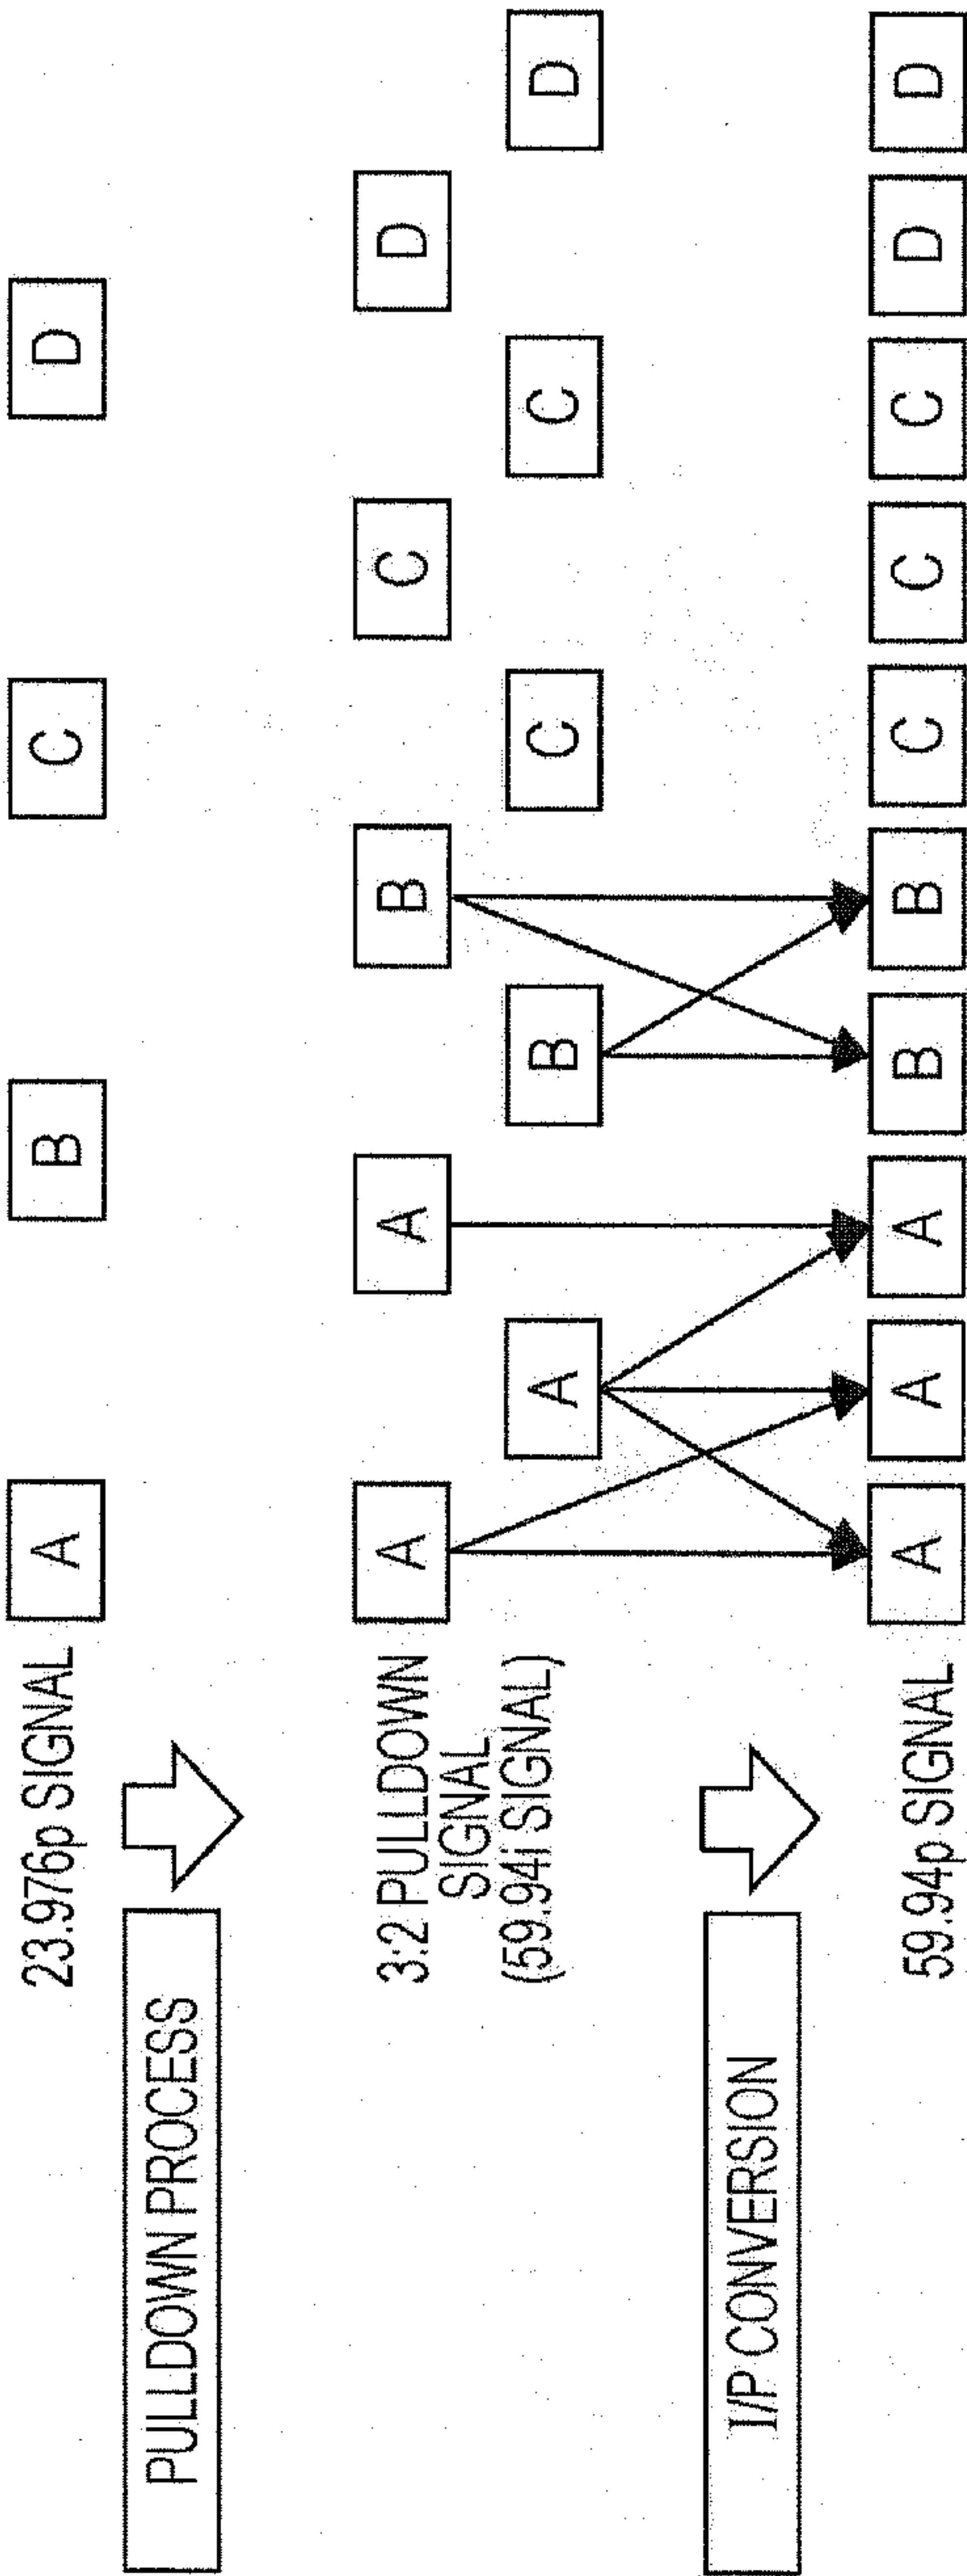 23.976p SIGNAL
A
B
C
D
PULLDOWN PROCESS
3:2 PULLDOWN
SIGNAL
(59.94i SIGNAL)
A
A
B
C
D
A
B
C
C
D
I/P CONVERSION
59.94p SIGNAL
A
A
A
B
B
C
C
C
D
D